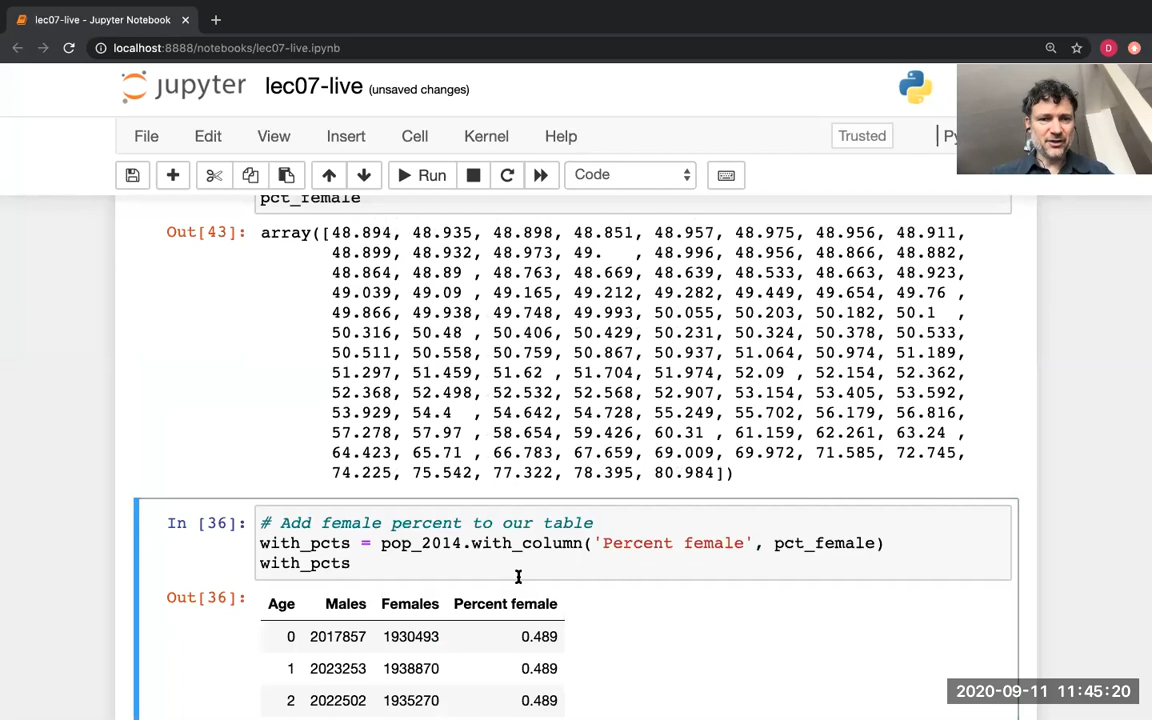 lec07-live - Jupyter Notebook
localhost:8888/notebooks/lec07-live.ipynb
D
jupyter lec07-live (unsaved changes)
File Edit View Insert Cell Kernel Help Trusted
Run Code
pct_female
Out[43]: array([48.894, 48.935, 48.898, 48.851, 48.957, 48.975, 48.956, 48.911,
48.899, 48.932, 48.973, 49. , 48.996, 48.956, 48.866, 48.882,
48.864, 48.89 , 48.763, 48.669, 48.639, 48.533, 48.663, 48.923,
49.039, 49.09 , 49.165, 49.212, 49.282, 49.449, 49.654, 49.76 ,
49.866, 49.938, 49.748, 49.993, 50.055, 50.203, 50.182, 50.1 ,
50.316, 50.48 , 50.406, 50.429, 50.231, 50.324, 50.378, 50.533,
50.511, 50.558, 50.759, 50.867, 50.937, 51.064, 50.974, 51.189,
51.297, 51.459, 51.62 , 51.704, 51.974, 52.09 , 52.154, 52.362,
52.368, 52.498, 52.532, 52.568, 52.907, 53.154, 53.405, 53.592,
53.929, 54.4 , 54.642, 54.728, 55.249, 55.702, 56.179, 56.816,
57.278, 57.97 , 58.654, 59.426, 60.31 , 61.159, 62.261, 63.24 ,
64.423, 65.71 , 66.783, 67.659, 69.009, 69.972, 71.585, 72.745,
74.225, 75.542, 77.322, 78.395, 80.984])
In [36]: # Add female percent to our table
with_pcts = pop_2014.with_column('Percent female', pct_female)
with_pcts
Out[36]: Age Males Females Percent female
0 2017857 1930493 0.489
1 2023253 1938870 0.489
2 2022502 1935270 0.489
2020-09-11 11:45:20